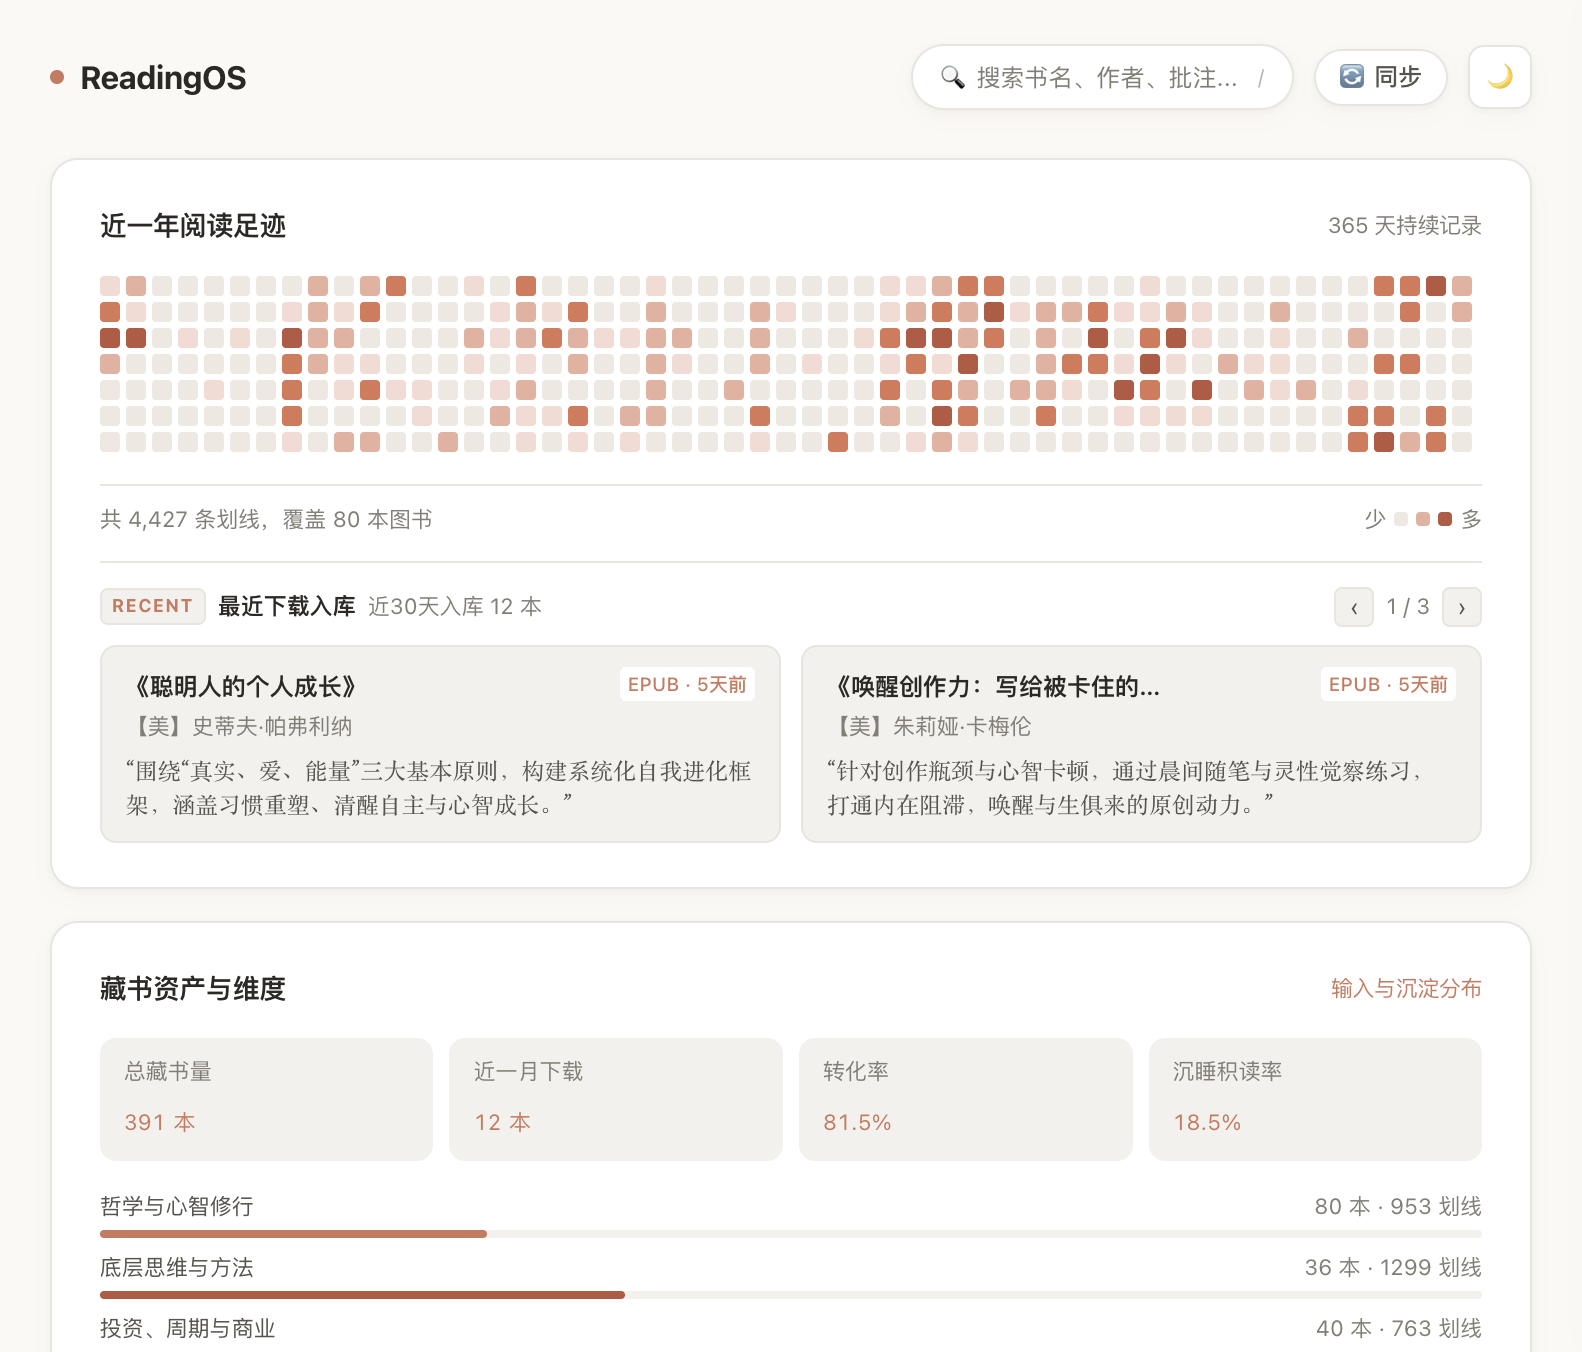 ReadingOS
搜索书名、作者、批注... /
同步
近一年阅读足迹
365 天持续记录
共 4,427 条划线，覆盖 80 本图书
少 多
RECENT 最近下载入库 近30天入库 12 本
‹ 1 / 3 ›
《聪明人的个人成长》
EPUB · 5天前
【美】史蒂夫·帕弗利纳
“围绕“真实、爱、能量”三大基本原则，构建系统化自我进化框
架，涵盖习惯重塑、清醒自主与心智成长。”
《唤醒创作力：写给被卡住的...
EPUB · 5天前
【美】朱莉娅·卡梅伦
“针对创作瓶颈与心智卡顿，通过晨间随笔与灵性觉察练习，
打通内在阻滞，唤醒与生俱来的原创动力。”
藏书资产与维度
输入与沉淀分布
总藏书量
391 本
近一月下载
12 本
转化率
81.5%
沉睡积读率
18.5%
哲学与心智修行
80 本 · 953 划线
底层思维与方法
36 本 · 1299 划线
投资、周期与商业
40 本 · 763 划线